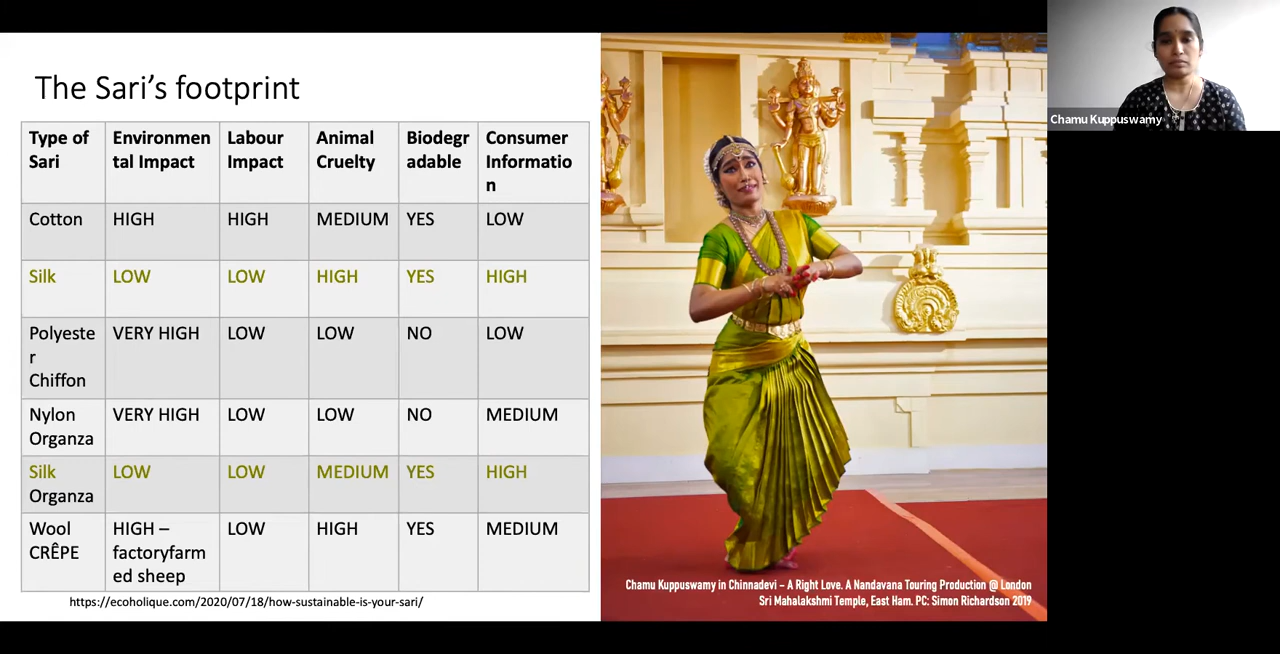 The Sari's footprint
Type of
Sari
Environmen
tal Impact
Labour
Impact
Animal
Cruelty
Biodegr
adable
Consumer
Informatio
n
Cotton
HIGH
HIGH
MEDIUM
YES
LOW
Silk
LOW
LOW
HIGH
YES
HIGH
Polyeste
r
Chiffon
VERY HIGH
LOW
LOW
NO
LOW
Nylon
Organza
VERY HIGH
LOW
LOW
NO
MEDIUM
Silk
Organza
LOW
LOW
MEDIUM
YES
HIGH
Wool
CRÊPE
HIGH –
factoryfarm
ed sheep
LOW
HIGH
YES
MEDIUM
https://ecoholique.com/2020/07/18/how-sustainable-is-your-sari/
Chamu Kuppuswamy in Chinnadevi – A Right Love. A Nandavana Touring Production @ London
Sri Mahalakshmi Temple, East Ham. PC: Simon Richardson 2019
Chamu Kuppuswamy